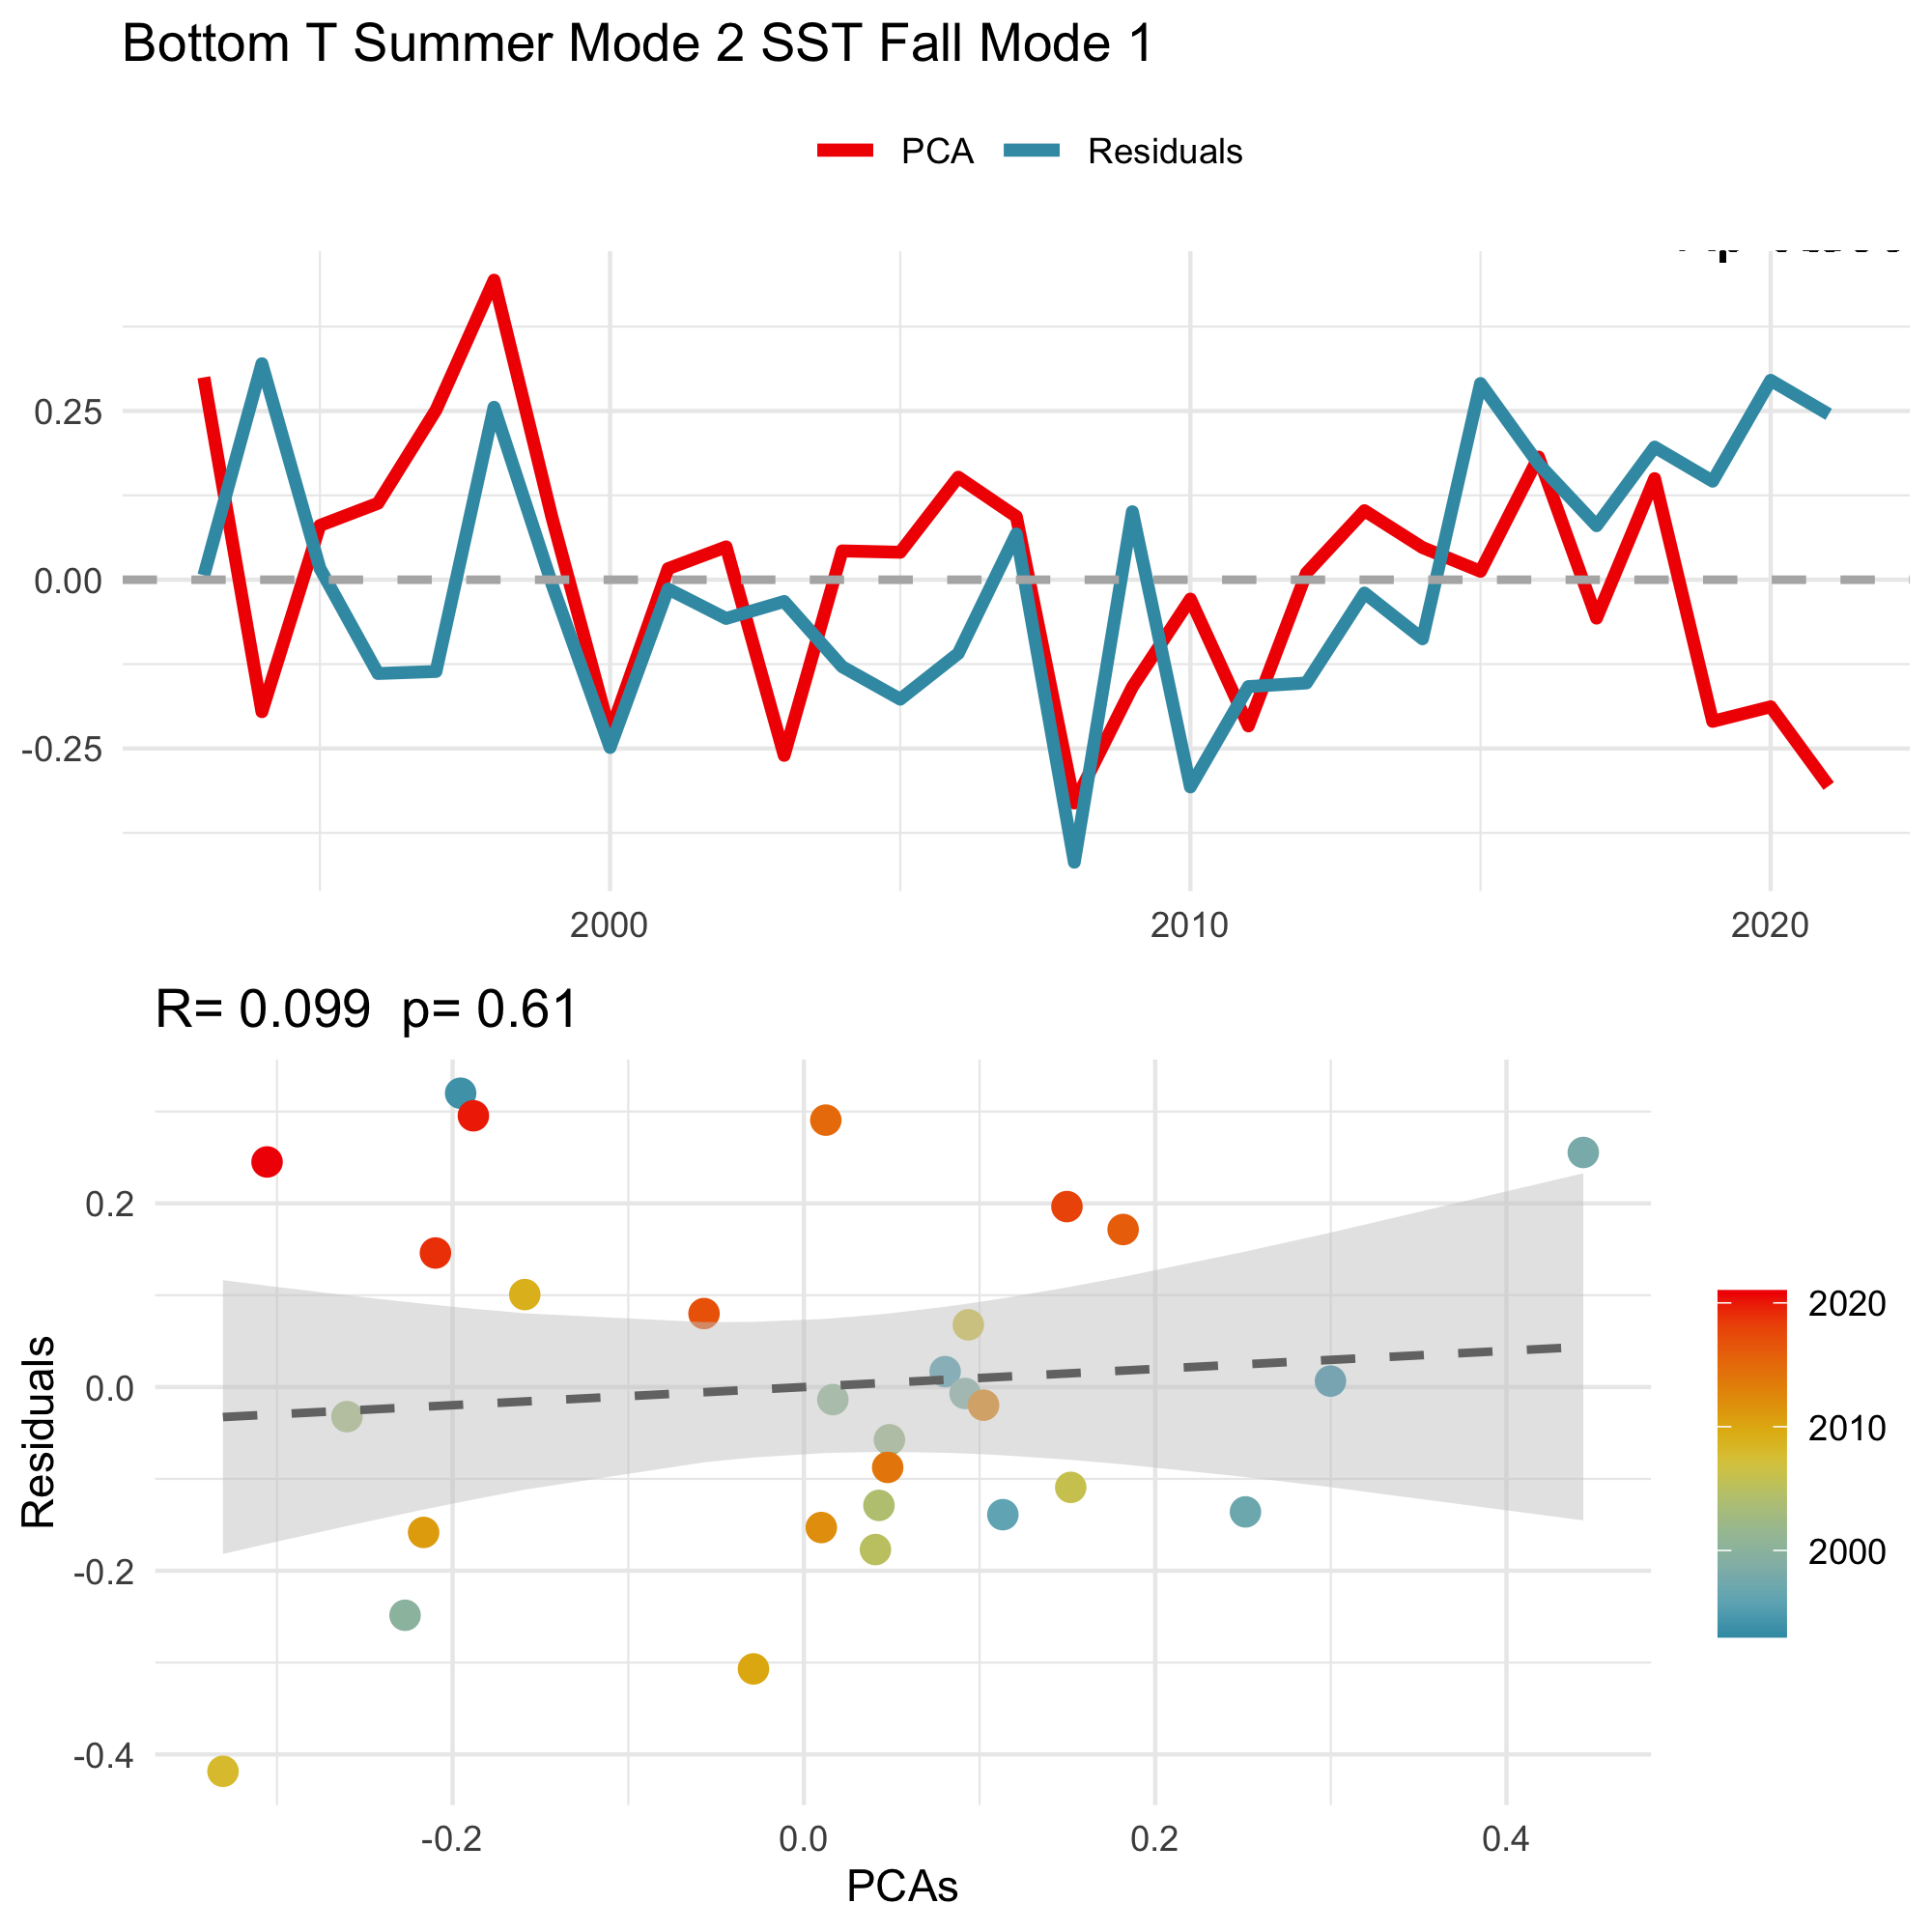 Bottom T Summer Mode 2 SST Fall Mode 1
PCA Residuals
0.25
0.00
-0.25
2000 2010 2020
R= 0.099 p= 0.61
Residuals
0.2
0.0
-0.2
-0.4
-0.2 0.0 0.2 0.4
PCAs
2020
2010
2000